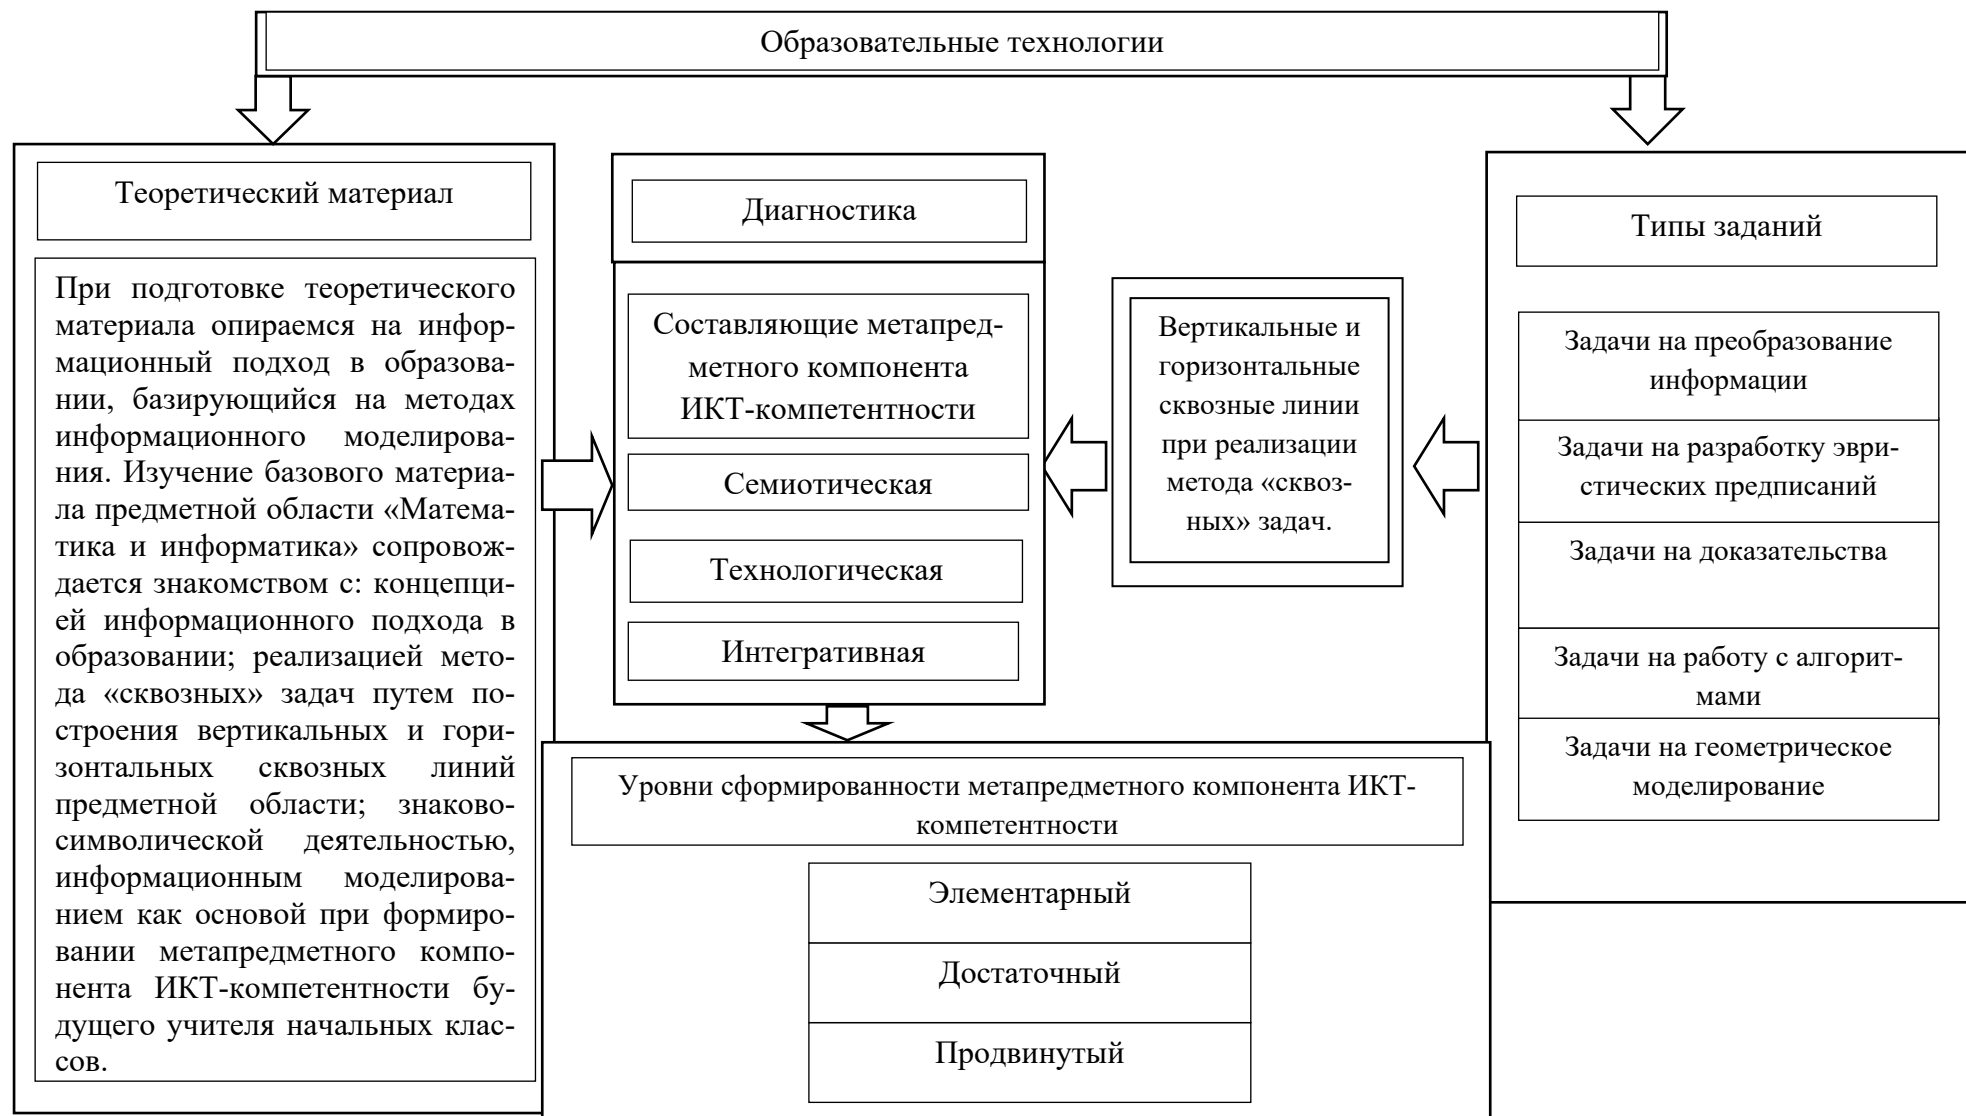 Образовательные технологии
Теоретический материал
При подготовке теоретического
материала опираемся на инфор-
мационный подход в образова-
нии, базирующийся на методах
информационного моделирова-
ния. Изучение базового материа-
ла предметной области «Матема-
тика и информатика» сопровож-
дается знакомством с: концепци-
ей информационного подхода в
образовании; реализацией мето-
да «сквозных» задач путем по-
строения вертикальных и гори-
зонтальных сквозных линий
предметной области; знаково-
символической деятельностью,
информационным моделирова-
нием как основой при формиро-
вании метапредметного компо-
нента ИКТ-компетентности бу-
дущего учителя начальных клас-
сов.
Диагностика
Составляющие метапред-
метного компонента
ИКТ-компетентности
Семиотическая
Технологическая
Интегративная
Вертикальные и
горизонтальные
сквозные линии
при реализации
метода «сквоз-
ных» задач.
Типы заданий
Задачи на преобразование
информации
Задачи на разработку эври-
стических предписаний
Задачи на доказательства
Задачи на работу с алгорит-
мами
Задачи на геометрическое
моделирование
Уровни сформированности метапредметного компонента ИКТ-
компетентности
Элементарный
Достаточный
Продвинутый